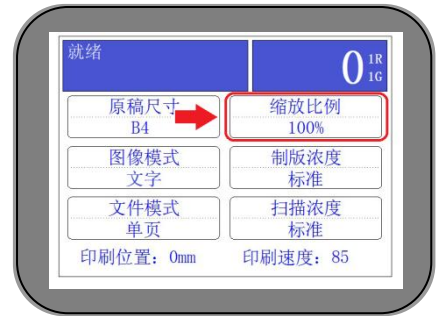 就绪
0 1R
1G
原稿尺寸 缩放比例
B4 100%
图像模式 制版浓度
文字 标准
文件模式 扫描浓度
单页 标准
印刷位置：0mm 印刷速度：85